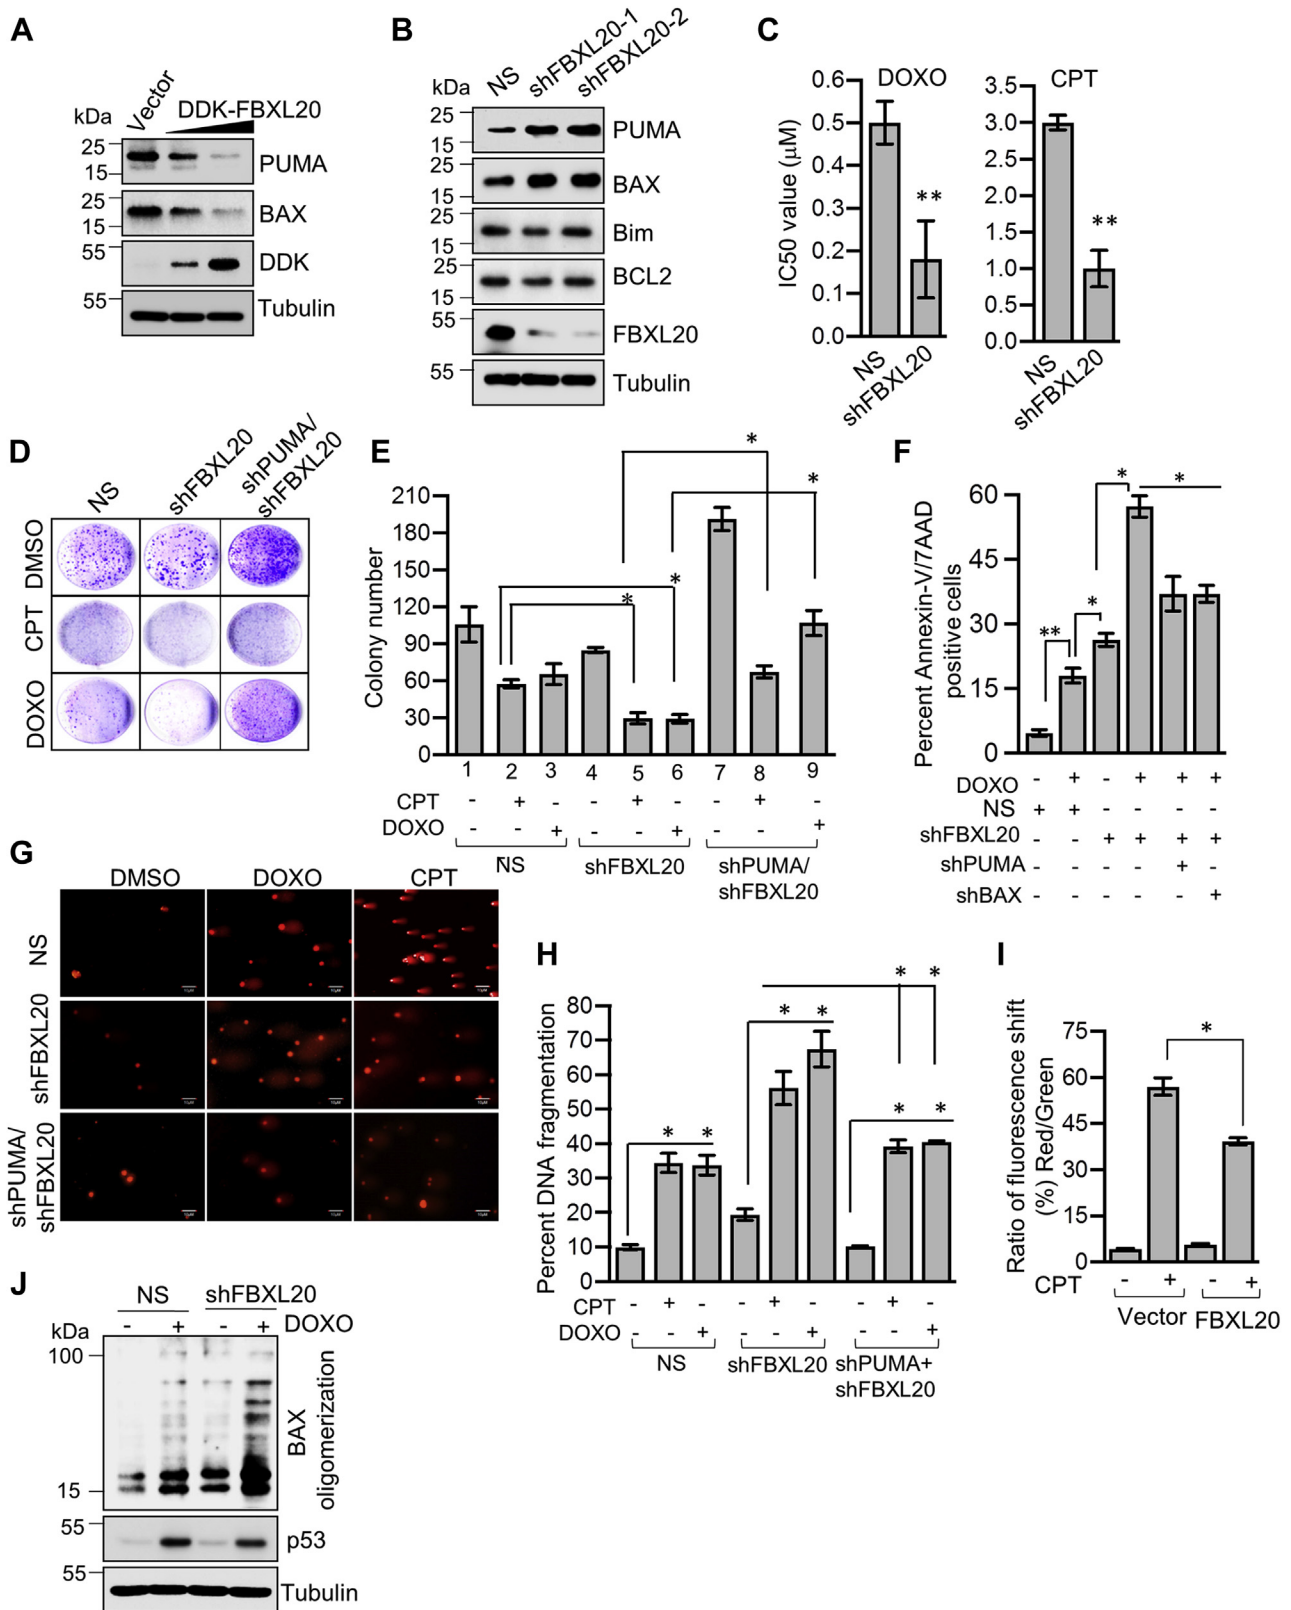 A
kDa
Vector
DDK-FBXL20
25
15
PUMA
25
15
BAX
55
DDK
55
Tubulin
B
kDa
NS
shFBXL20-1
shFBXL20-2
25
15
PUMA
25
15
BAX
25
15
Bim
25
15
BCL2
55
FBXL20
55
Tubulin
C
DOXO
IC50 value (µM)
0.6
0.5
0.4
0.3
0.2
0.1
0.0
**
NS
shFBXL20
CPT
3.5
3.0
2.5
2.0
1.5
1.0
0.5
0.0
**
NS
shFBXL20
D
NS
shFBXL20
shPUMA/
shFBXL20
DMSO
CPT
DOXO
E
Colony number
210
180
150
120
90
60
30
0
* * * *
1 2 3 4 5 6 7 8 9
CPT - + - - + - - + -
DOXO - - + - - + - - +
NS
shFBXL20
shPUMA/
shFBXL20
F
Percent Annexin-V/7AAD
positive cells
60
45
30
15
0
** * * *
DOXO - + - + + +
NS + + - - - -
shFBXL20 - - + + + +
shPUMA - - - - + -
shBAX - - - - - +
G
DMSO DOXO CPT
NS
shFBXL20
shPUMA/
shFBXL20
H
Percent DNA fragmentation
80
70
60
50
40
30
20
10
0
* * * * * * * *
CPT - + - - + - - + -
DOXO - - + - - + - - +
NS
shFBXL20
shPUMA+
shFBXL20
I
Ratio of fluorescence shift
(%) Red/Green
75
60
45
30
15
0
*
CPT - + - +
Vector FBXL20
J
NS shFBXL20
- + - + DOXO
kDa
100
15
BAX
oligomerization
55
p53
55
Tubulin